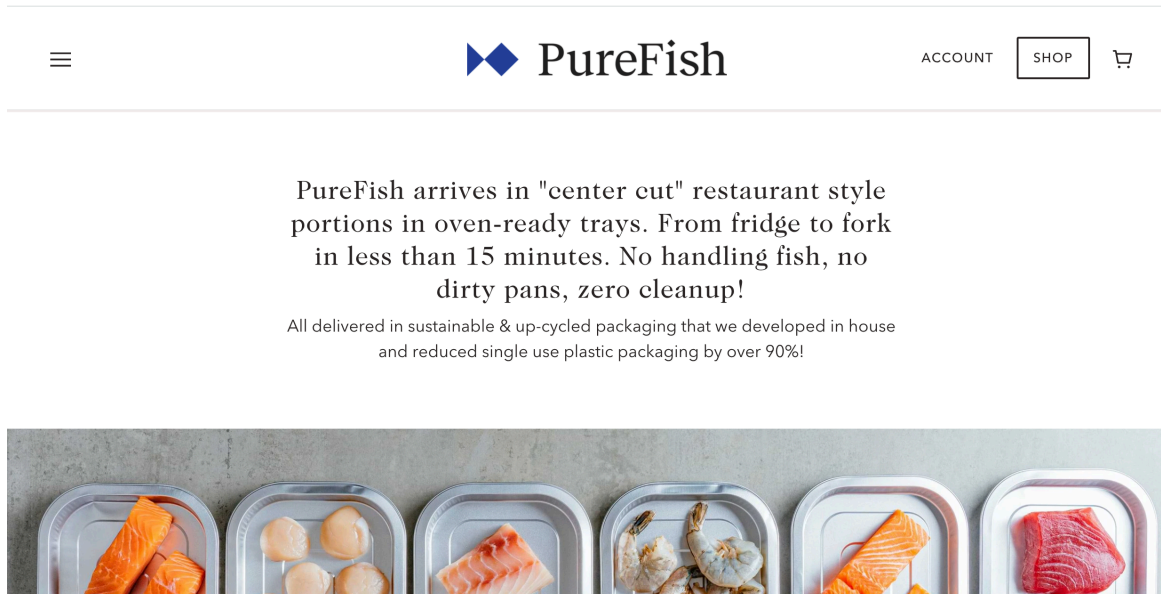 PureFish
ACCOUNT
SHOP
PureFish arrives in "center cut" restaurant style
portions in oven-ready trays. From fridge to fork
in less than 15 minutes. No handling fish, no
dirty pans, zero cleanup!
All delivered in sustainable & up-cycled packaging that we developed in house
and reduced single use plastic packaging by over 90%!